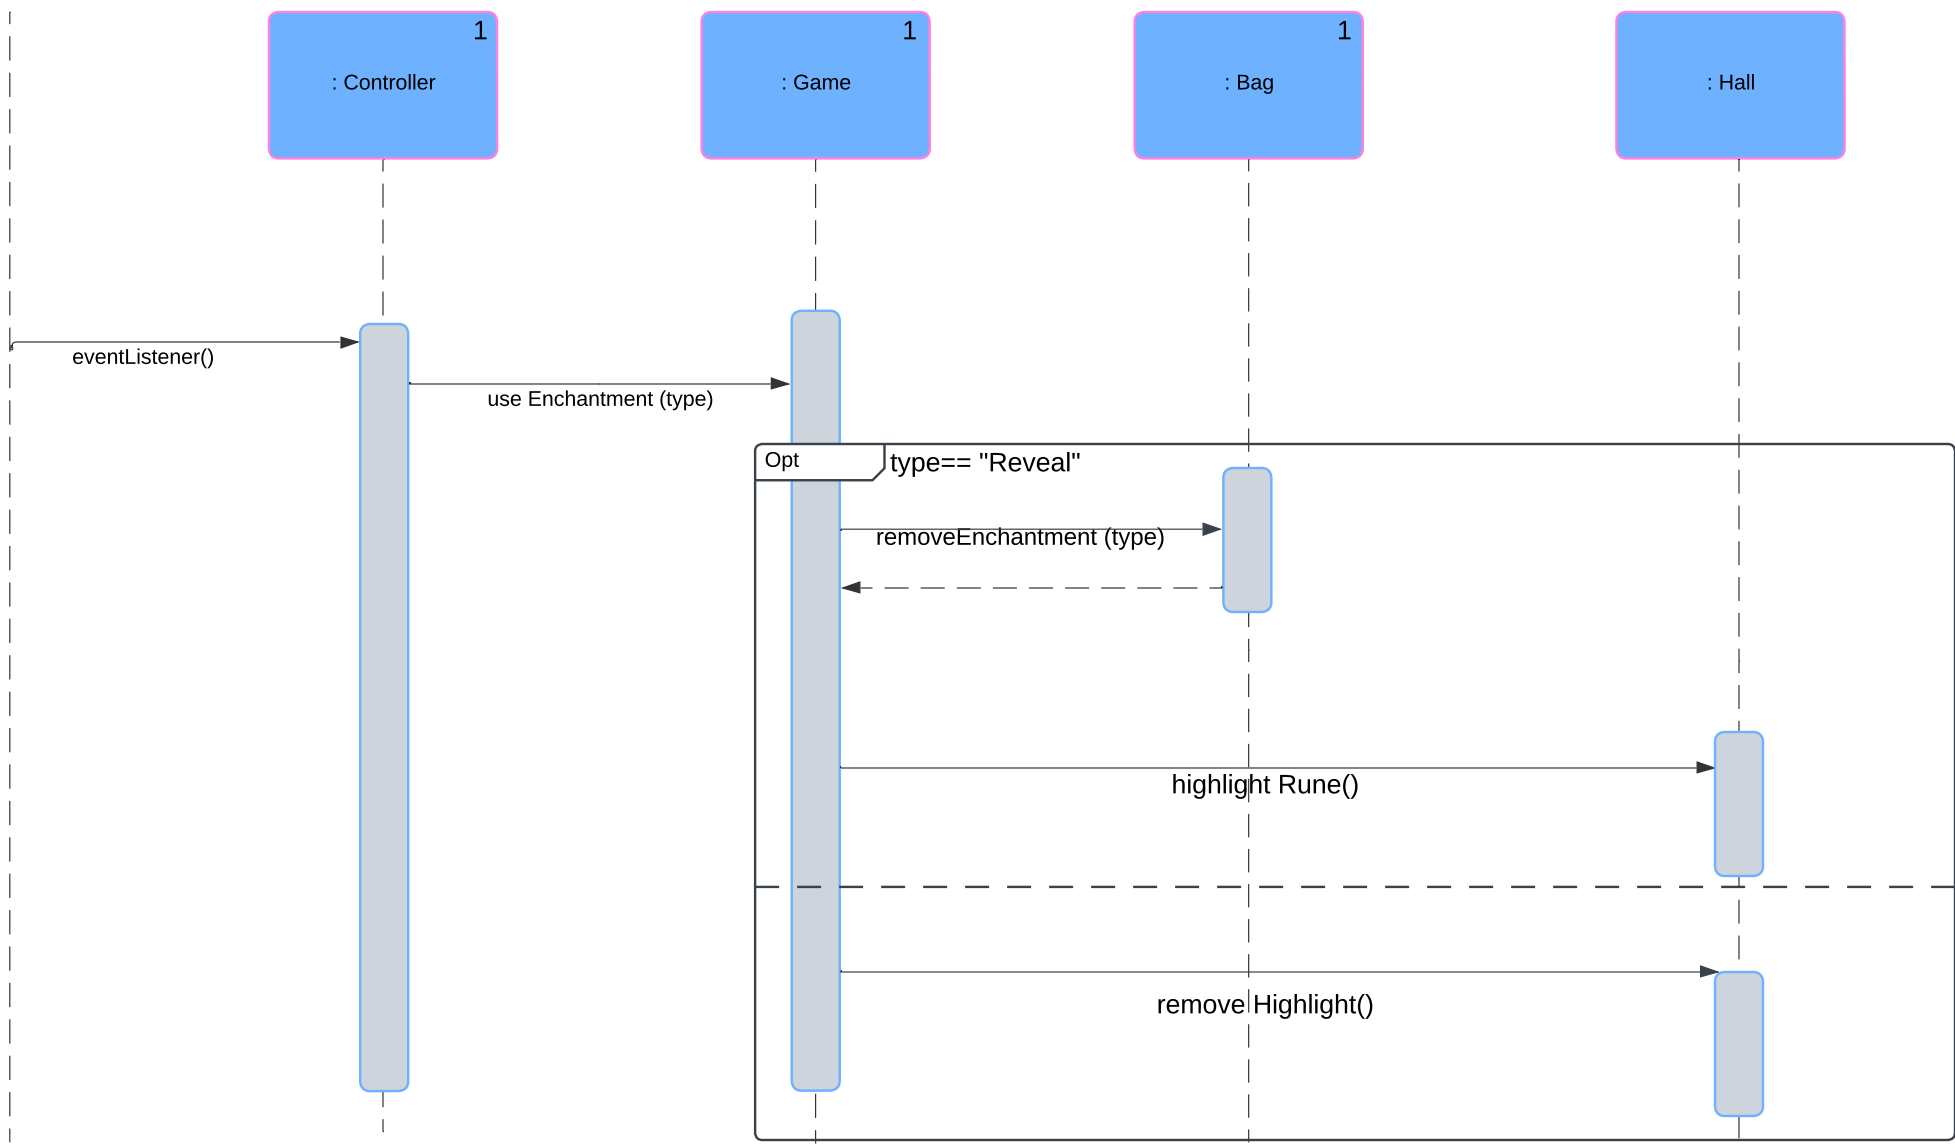 1
: Controller
1
: Game
1
: Bag
: Hall
eventListener()
use Enchantment (type)
Opt
type== "Reveal"
removeEnchantment (type)
highlight Rune()
remove Highlight()